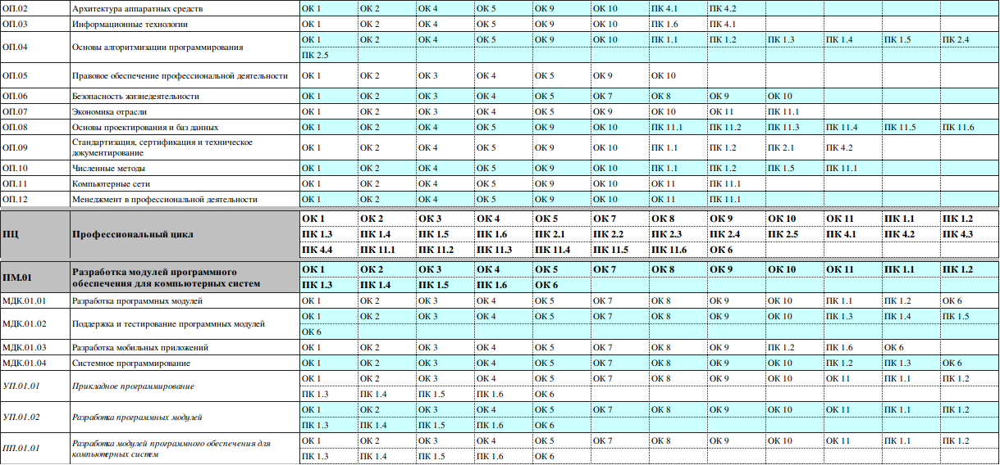 ОП.02 Архитектура аппаратных средств ОК 1 ОК 2 ОК 4 ОК 5 ОК 9 ОК 10 ПК 4.1 ПК 4.2
ОП.03 Информационные технологии ОК 1 ОК 2 ОК 4 ОК 5 ОК 9 ОК 10 ПК 1.6 ПК 4.1
ОП.04 Основы алгоритмизации программирования ОК 1 ОК 2 ОК 4 ОК 5 ОК 9 ОК 10 ПК 1.1 ПК 1.2 ПК 1.3 ПК 1.4 ПК 1.5 ПК 2.4
ПК 2.5
ОП.05 Правовое обеспечение профессиональной деятельности ОК 1 ОК 2 ОК 3 ОК 4 ОК 5 ОК 9 ОК 10
ОП.06 Безопасность жизнедеятельности ОК 1 ОК 2 ОК 3 ОК 4 ОК 5 ОК 7 ОК 8 ОК 9 ОК 10
ОП.07 Экономика отрасли ОК 1 ОК 2 ОК 3 ОК 4 ОК 5 ОК 9 ОК 10 ОК 11 ПК 11.1
ОП.08 Основы проектирования и баз данных ОК 1 ОК 2 ОК 4 ОК 5 ОК 9 ОК 10 ПК 11.1 ПК 11.2 ПК 11.3 ПК 11.4 ПК 11.5 ПК 11.6
ОП.09 Стандартизация, сертификация и техническое
документирование ОК 1 ОК 2 ОК 4 ОК 5 ОК 9 ОК 10 ПК 1.1 ПК 1.2 ПК 2.1 ПК 4.2
ОП.10 Численные методы ОК 1 ОК 2 ОК 4 ОК 5 ОК 9 ОК 10 ПК 1.1 ПК 1.2 ПК 1.5 ПК 11.1
ОП.11 Компьютерные сети ОК 1 ОК 2 ОК 4 ОК 5 ОК 9 ОК 10 ОК 11 ПК 11.1
ОП.12 Менеджмент в профессиональной деятельности ОК 1 ОК 2 ОК 4 ОК 5 ОК 9 ОК 10 ОК 11 ПК 11.1
ОК 1 ОК 2 ОК 3 ОК 4 ОК 5 ОК 7 ОК 8 ОК 9 ОК 10 ОК 11 ПК 1.1 ПК 1.2
ПЦ Профессиональный цикл ПК 1.3 ПК 1.4 ПК 1.5 ПК 1.6 ПК 2.1 ПК 2.2 ПК 2.3 ПК 2.4 ПК 2.5 ПК 4.1 ПК 4.2 ПК 4.3
ПК 4.4 ПК 11.1 ПК 11.2 ПК 11.3 ПК 11.4 ПК 11.5 ПК 11.6 ОК 6
ПМ.01 Разработка модулей программного ОК 1 ОК 2 ОК 3 ОК 4 ОК 5 ОК 7 ОК 8 ОК 9 ОК 10 ОК 11 ПК 1.1 ПК 1.2
обеспечения для компьютерных систем ПК 1.3 ПК 1.4 ПК 1.5 ПК 1.6 ОК 6
МДК.01.01 Разработка программных модулей ОК 1 ОК 2 ОК 3 ОК 4 ОК 5 ОК 7 ОК 8 ОК 9 ОК 10 ПК 1.1 ПК 1.2 ОК 6
МДК.01.02 Поддержка и тестирование программных модулей ОК 1 ОК 2 ОК 3 ОК 4 ОК 5 ОК 7 ОК 8 ОК 9 ОК 10 ПК 1.3 ПК 1.4 ПК 1.5
ОК 6
МДК.01.03 Разработка мобильных приложений ОК 1 ОК 2 ОК 3 ОК 4 ОК 5 ОК 7 ОК 8 ОК 9 ПК 1.2 ПК 1.6 ОК 6
МДК.01.04 Системное программирование ОК 1 ОК 2 ОК 3 ОК 4 ОК 5 ОК 7 ОК 8 ОК 9 ОК 10 ПК 1.2 ПК 1.3 ОК 6
УП.01.01 Прикладное программирование ОК 1 ОК 2 ОК 3 ОК 4 ОК 5 ОК 7 ОК 8 ОК 9 ОК 10 ОК 11 ПК 1.1 ПК 1.2
ПК 1.3 ПК 1.4 ПК 1.5 ПК 1.6 ОК 6
УП.01.02 Разработка программных модулей ОК 1 ОК 2 ОК 3 ОК 4 ОК 5 ОК 7 ОК 8 ОК 9 ОК 10 ОК 11 ПК 1.1 ПК 1.2
ПК 1.3 ПК 1.4 ПК 1.5 ПК 1.6 ОК 6
ПП.01.01 Разработка модулей программного обеспечения для ОК 1 ОК 2 ОК 3 ОК 4 ОК 5 ОК 7 ОК 8 ОК 9 ОК 10 ОК 11 ПК 1.1 ПК 1.2
компьютерных систем ПК 1.3 ПК 1.4 ПК 1.5 ПК 1.6 ОК 6